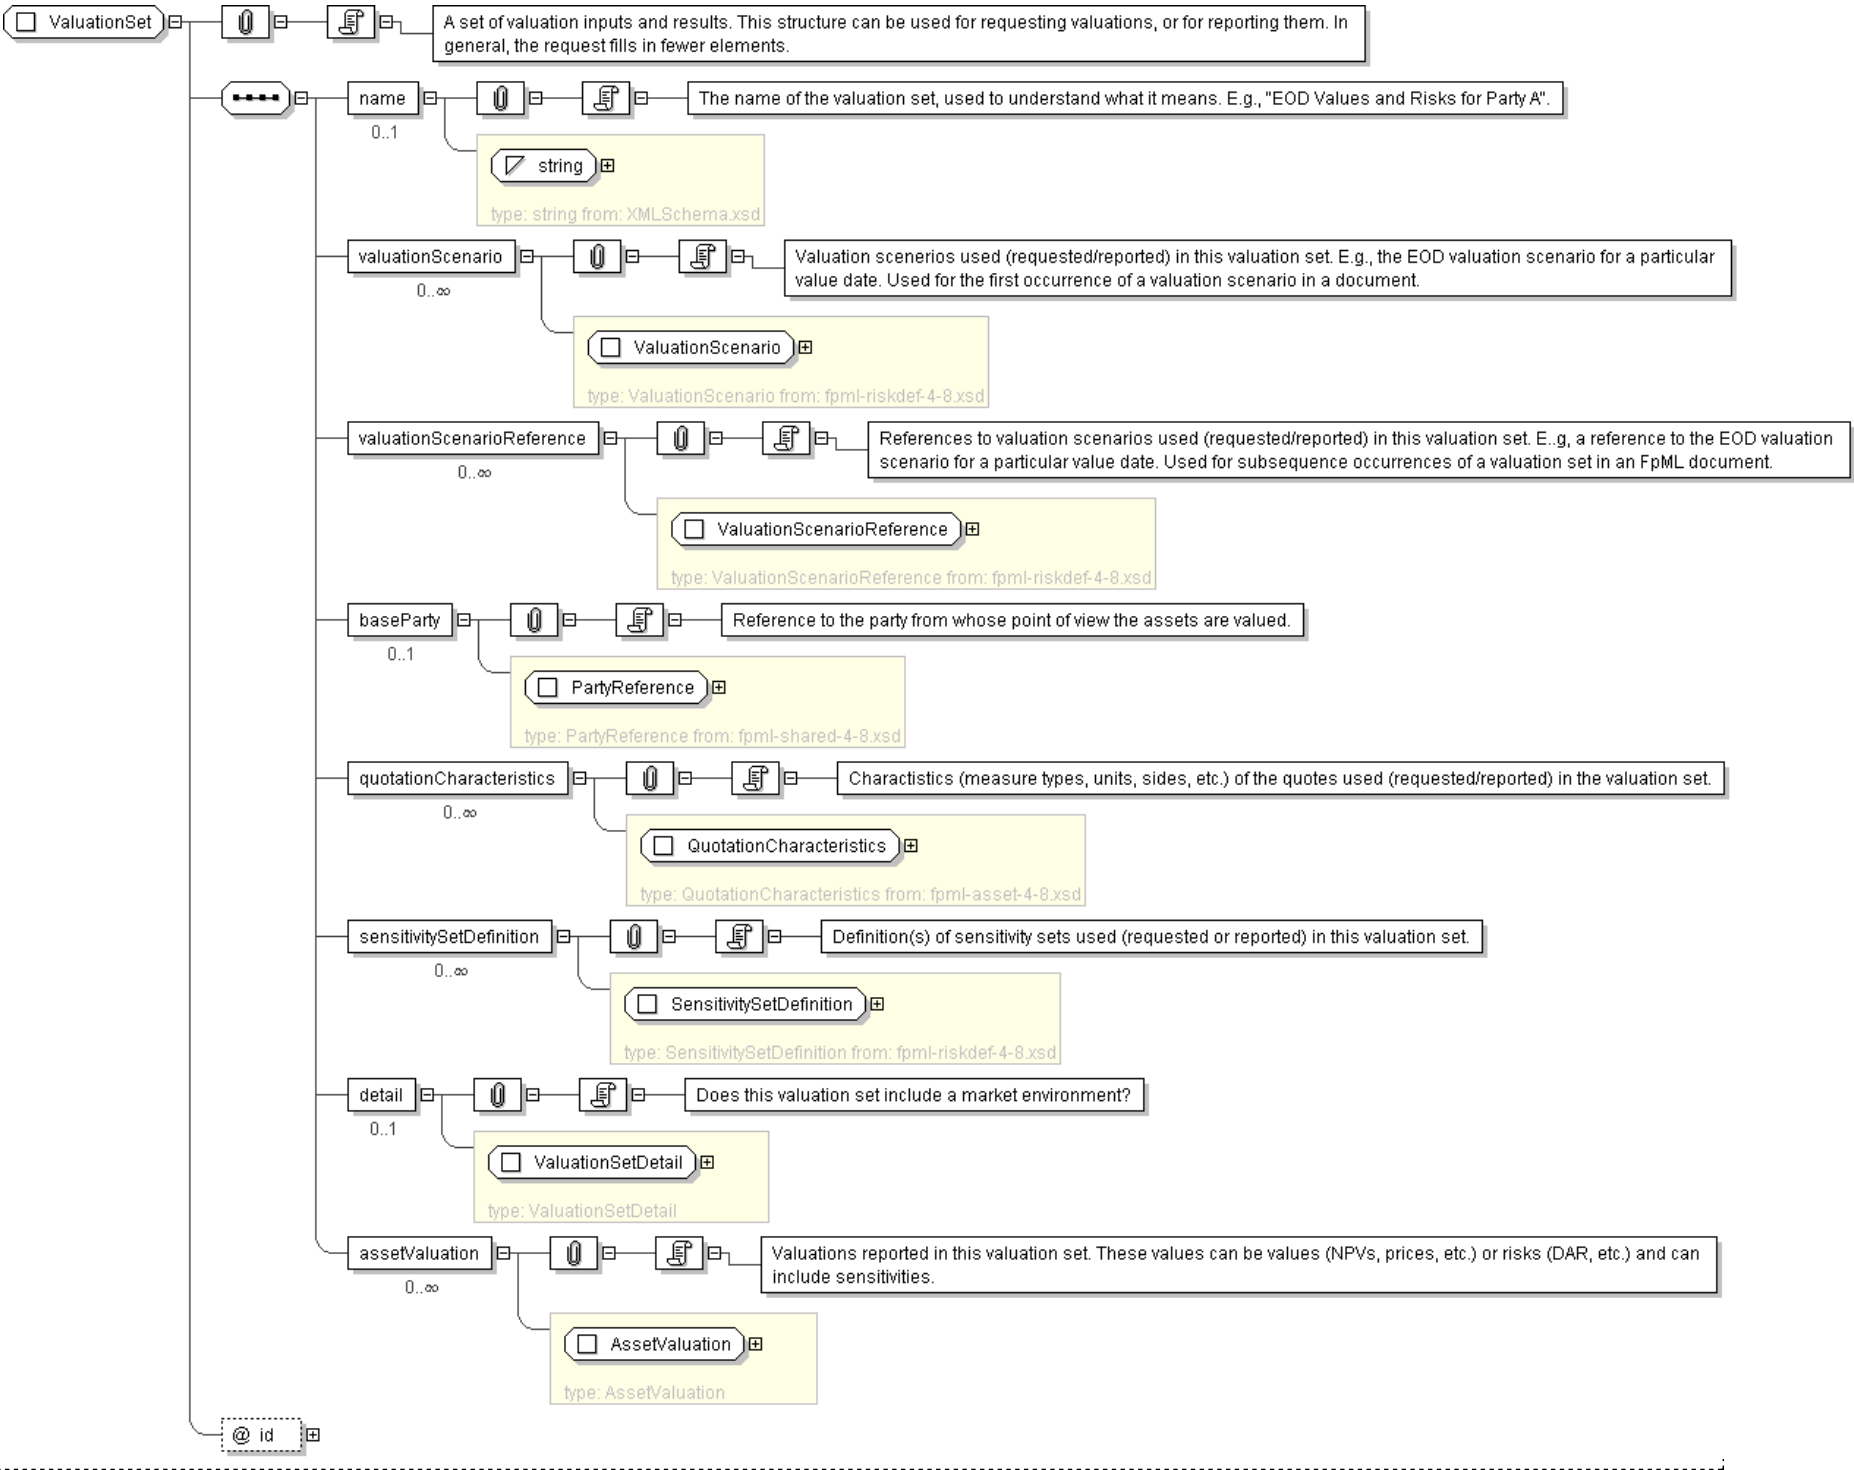 ValuationSet
A set of valuation inputs and results. This structure can be used for requesting valuations, or for reporting them. In
general, the request fills in fewer elements.
name
The name of the valuation set, used to understand what it means. E.g., "EOD Values and Risks for Party A".
0..1
string
type: string from: XMLSchema.xsd
valuationScenario
Valuation scenerios used (requested/reported) in this valuation set. E.g., the EOD valuation scenario for a particular
value date. Used for the first occurrence of a valuation scenario in a document.
0..∞
ValuationScenario
type: ValuationScenario from: fpml-riskdef-4-8.xsd
valuationScenarioReference
References to valuation scenarios used (requested/reported) in this valuation set. E..g, a reference to the EOD valuation
scenario for a particular value date. Used for subsequence occurrences of a valuation set in an FpML document.
0..∞
ValuationScenarioReference
type: ValuationScenarioReference from: fpml-riskdef-4-8.xsd
baseParty
Reference to the party from whose point of view the assets are valued.
0..1
PartyReference
type: PartyReference from: fpml-shared-4-8.xsd
quotationCharacteristics
Charactistics (measure types, units, sides, etc.) of the quotes used (requested/reported) in the valuation set.
0..∞
QuotationCharacteristics
type: QuotationCharacteristics from: fpml-asset-4-8.xsd
sensitivitySetDefinition
Definition(s) of sensitivity sets used (requested or reported) in this valuation set.
0..∞
SensitivitySetDefinition
type: SensitivitySetDefinition from: fpml-riskdef-4-8.xsd
detail
Does this valuation set include a market environment?
0..1
ValuationSetDetail
type: ValuationSetDetail
assetValuation
Valuations reported in this valuation set. These values can be values (NPVs, prices, etc.) or risks (DAR, etc.) and can
include sensitivities.
0..∞
AssetValuation
type: AssetValuation
@ id